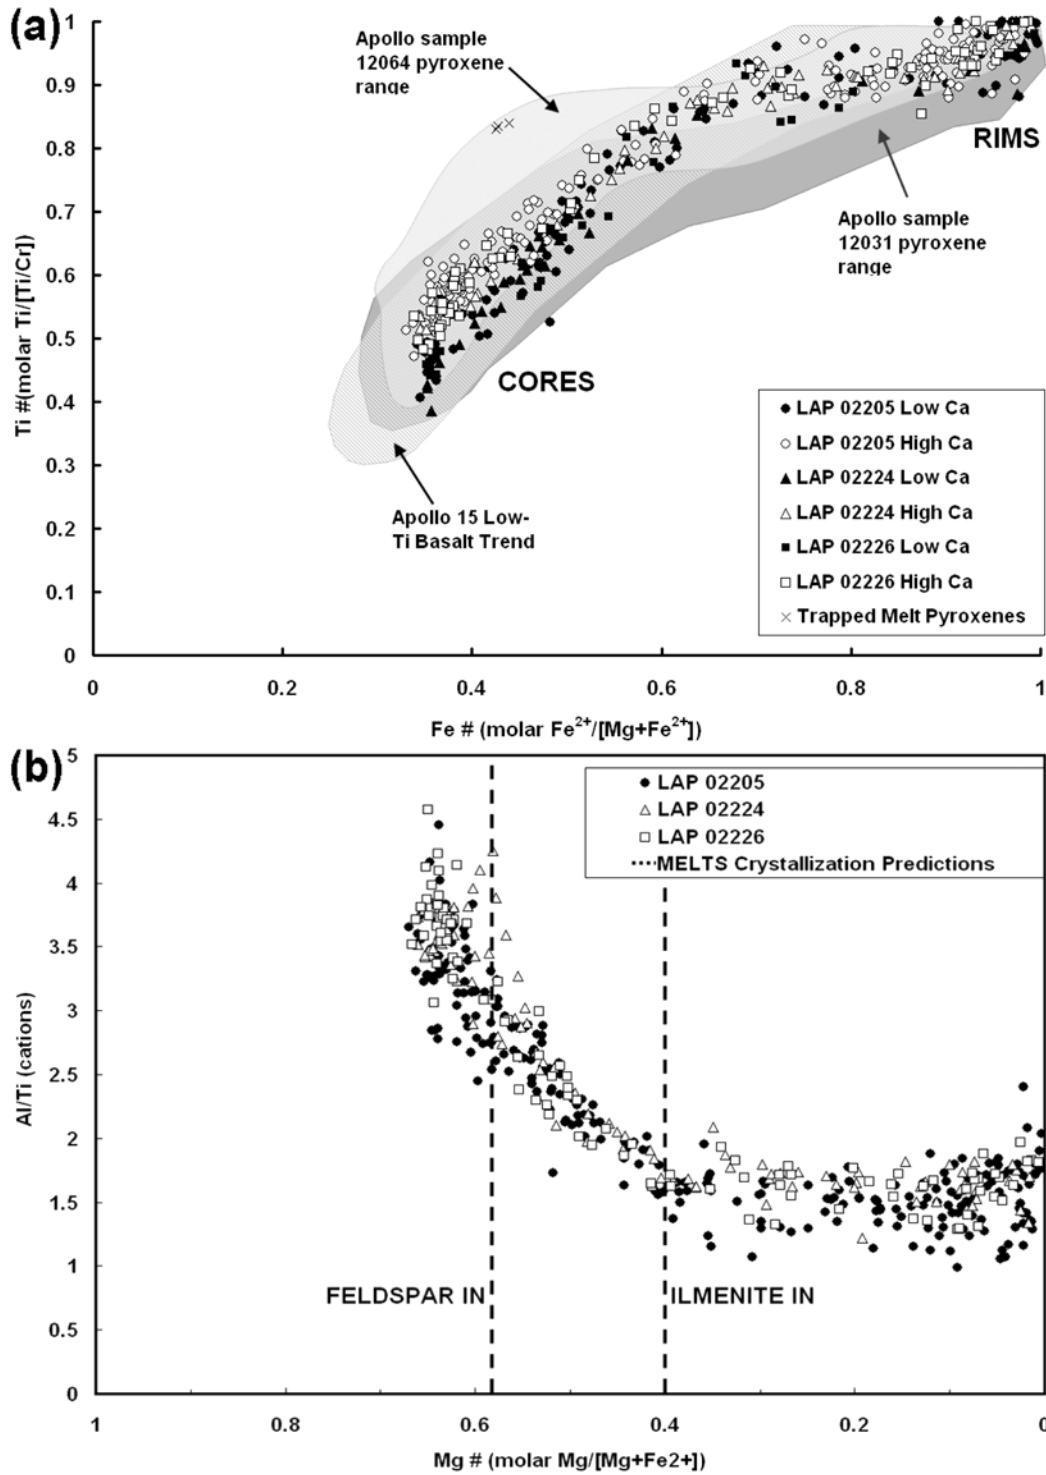 (a)
1
0.9
0.8
0.7
0.6
0.5
0.4
0.3
0.2
0.1
0
Ti #(molar Ti/[Ti/Cr])
Apollo sample
12064 pyroxene
range
RIMS
Apollo sample
12031 pyroxene
range
CORES
Apollo 15 Low-
Ti Basalt Trend
LAP 02205 Low Ca
LAP 02205 High Ca
LAP 02224 Low Ca
LAP 02224 High Ca
LAP 02226 Low Ca
LAP 02226 High Ca
Trapped Melt Pyroxenes
0 0.2 0.4 0.6 0.8 1
Fe # (molar Fe²⁺/[Mg+Fe²⁺])
(b)
5
4.5
4
3.5
3
2.5
2
1.5
1
0.5
0
Al/Ti (cations)
LAP 02205
LAP 02224
LAP 02226
MELTS Crystallization Predictions
FELDSPAR IN
ILMENITE IN
1 0.8 0.6 0.4 0.2 0
Mg # (molar Mg/[Mg+Fe2+])